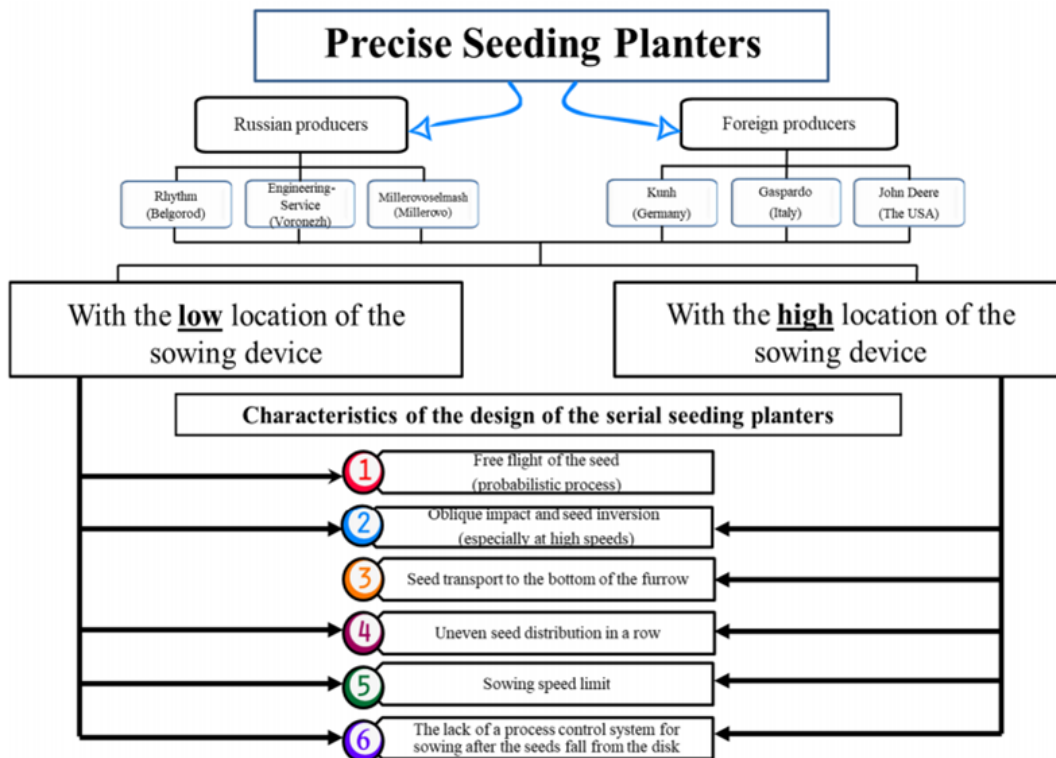 Precise Seeding Planters
Russian producers
Foreign producers
Rhythm
(Belgorod)
Engineering-
Service
(Voronezh)
Millerovoselmash
(Millerovo)
Kunh
(Germany)
Gaspardo
(Italy)
John Deere
(The USA)
With the low location of the
sowing device
With the high location of the
sowing device
Characteristics of the design of the serial seeding planters
1
Free flight of the seed
(probabilistic process)
2
Oblique impact and seed inversion
(especially at high speeds)
3
Seed transport to the bottom of the furrow
4
Uneven seed distribution in a row
5
Sowing speed limit
6
The lack of a process control system for
sowing after the seeds fall from the disk